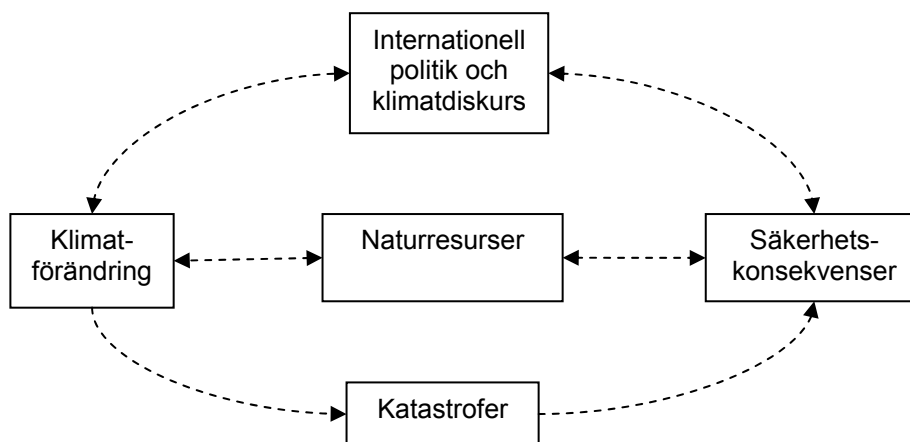 Internationell
politik och
klimatdiskurs
Klimat-
förändring
Naturresurser
Säkerhets-
konsekvenser
Katastrofer